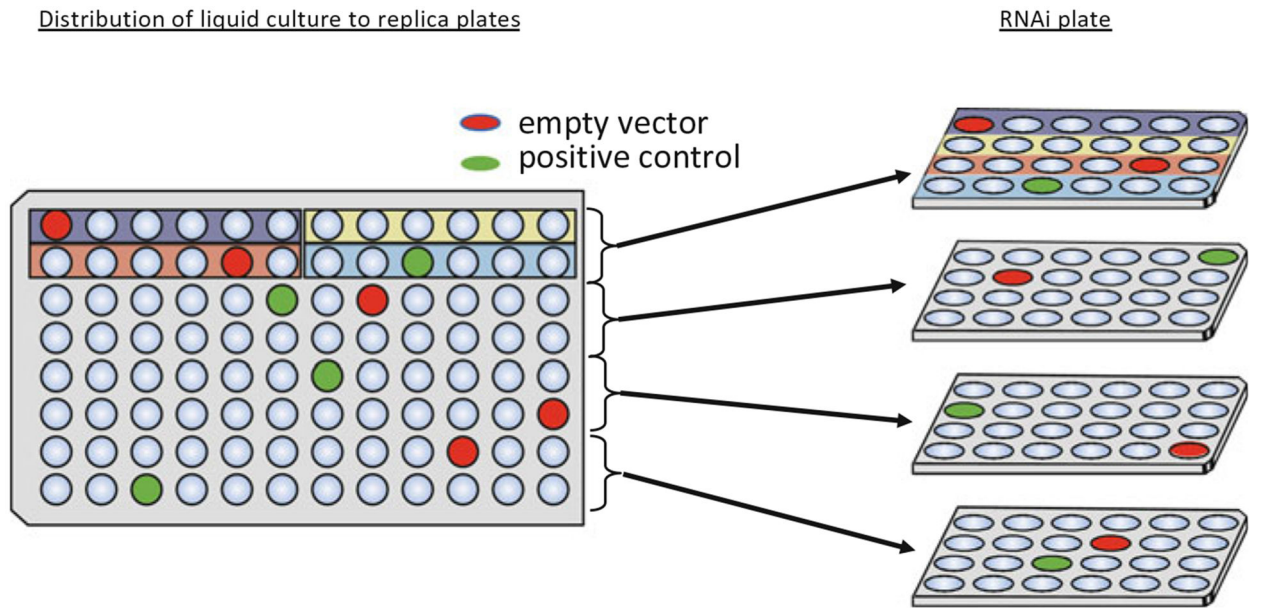 Distribution of liquid culture to replica plates
RNAi plate
empty vector
positive control